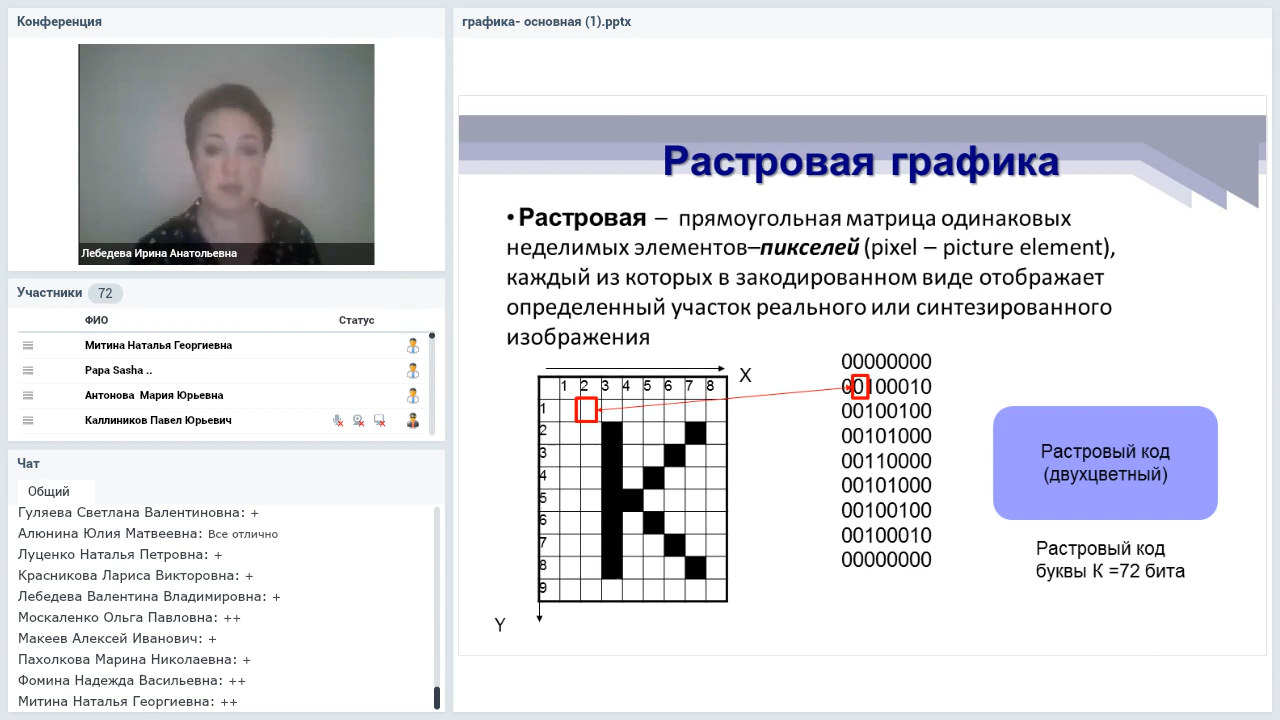 Конференция
Лебедева Ирина Анатольевна
Участники 72
ФИО Статус
Митина Наталья Георгиевна
Papa Sasha ..
Антонова Мария Юрьевна
Каллиников Павел Юрьевич
Чат
Общий
Гуляева Светлана Валентиновна: +
Алюнина Юлия Матвеевна: Все отлично
Луценко Наталья Петровна: +
Красникова Лариса Викторовна: +
Лебедева Валентина Владимировна: +
Москаленко Ольга Павловна: ++
Макеев Алексей Иванович: +
Пахолкова Марина Николаевна: +
Фомина Надежда Васильевна: ++
Митина Наталья Георгиевна: ++
графика- основная (1).pptx
Растровая графика
• Растровая – прямоугольная матрица одинаковых
неделимых элементов–пикселей (pixel – picture element),
каждый из которых в закодированном виде отображает
определенный участок реального или синтезированного
изображения
X
1 2 3 4 5 6 7 8
1
2
3
4
5
6
7
8
9
Y
00000000
00100010
00100100
00101000
00110000
00101000
00100100
00100010
00000000
Растровый код
(двухцветный)
Растровый код
буквы К =72 бита